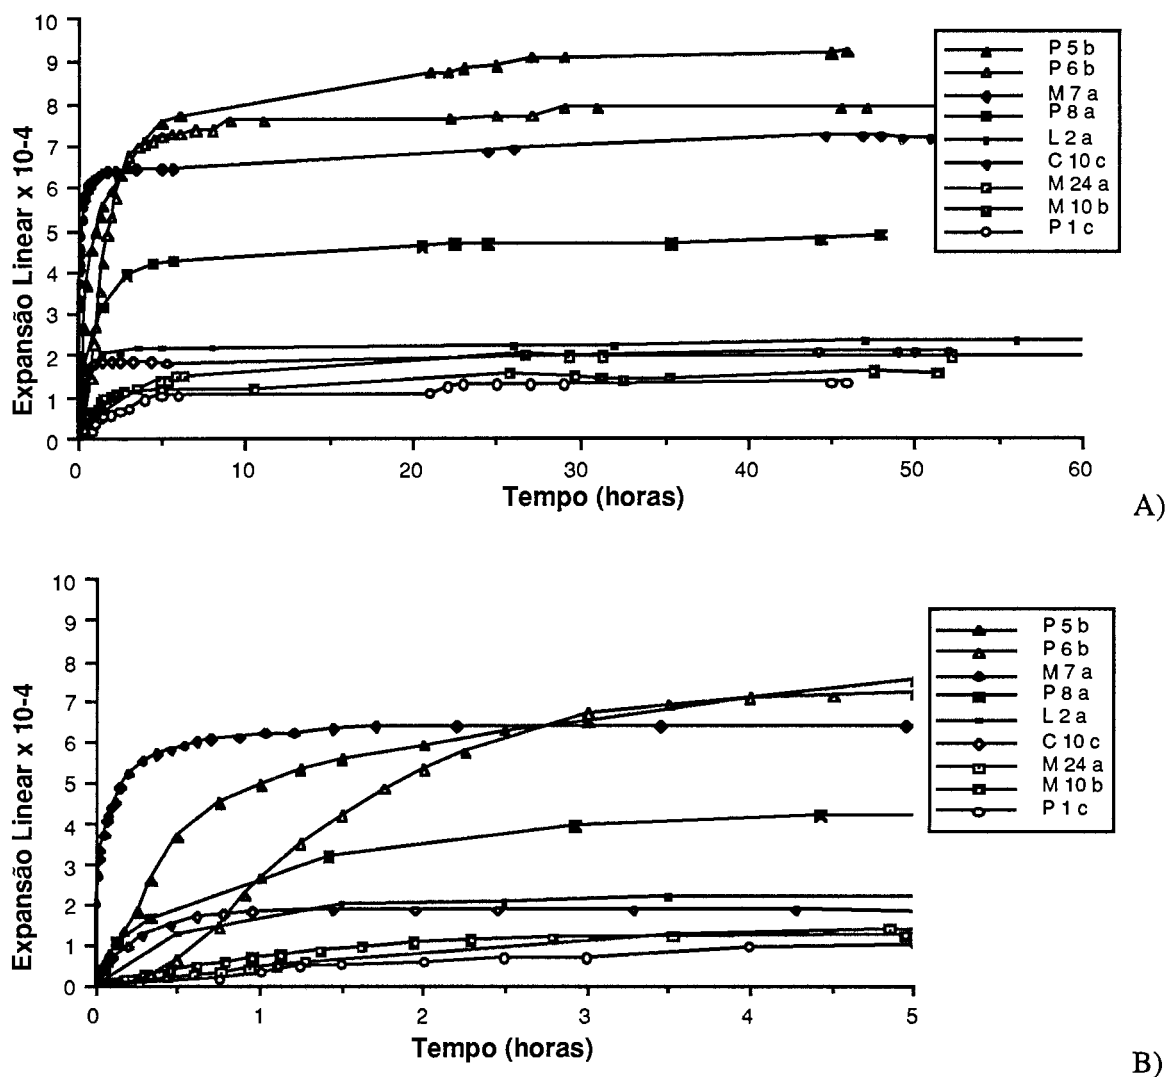 10
9
8
7
6
5
4
3
2
1
0
Expansão Linear x 10-4
0 10 20 30 40 50 60
Tempo (horas)
P 5 b
P 6 b
M 7 a
P 8 a
L 2 a
C 10 c
M 24 a
M 10 b
P 1 c
A)
10
9
8
7
6
5
4
3
2
1
0
Expansão Linear x 10-4
0 1 2 3 4 5
Tempo (horas)
P 5 b
P 6 b
M 7 a
P 8 a
L 2 a
C 10 c
M 24 a
M 10 b
P 1 c
B)